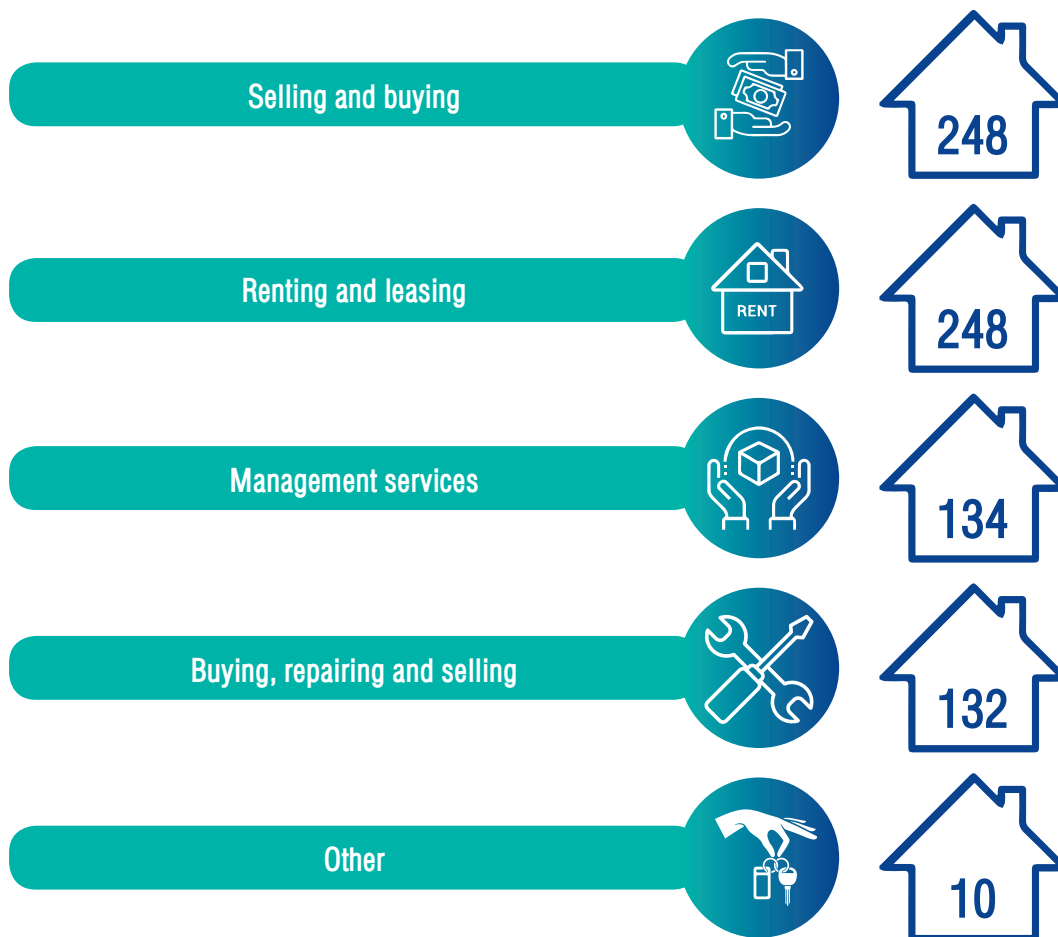 Selling and buying
248
Renting and leasing
RENT
248
Management services
134
Buying, repairing and selling
132
Other
10